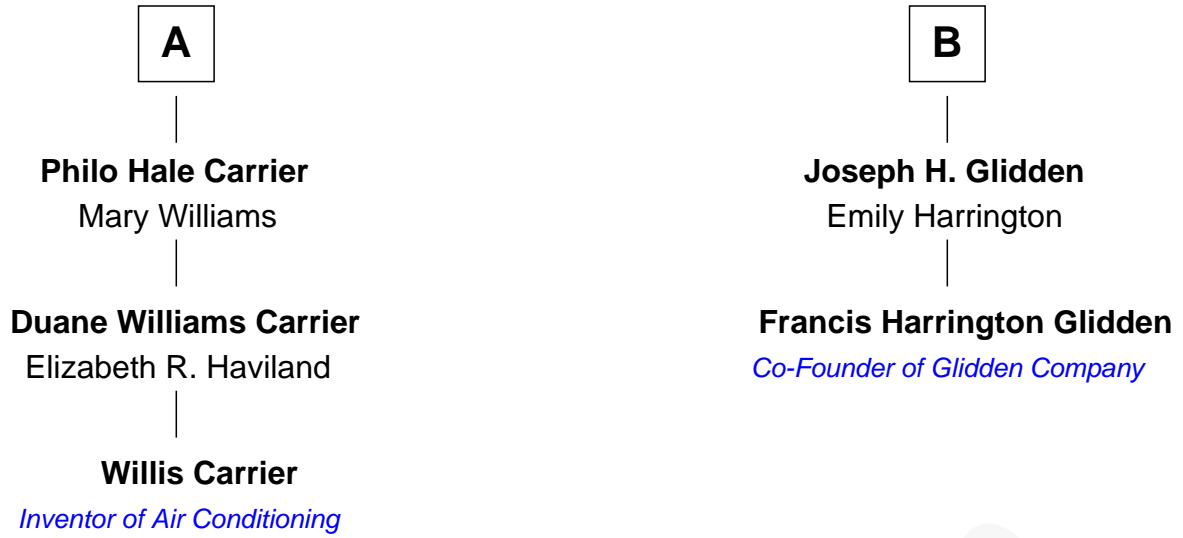 A
Philo Hale Carrier
Mary Williams
Duane Williams Carrier
Elizabeth R. Haviland
Willis Carrier
Inventor of Air Conditioning
B
Joseph H. Glidden
Emily Harrington
Francis Harrington Glidden
Co-Founder of Glidden Company